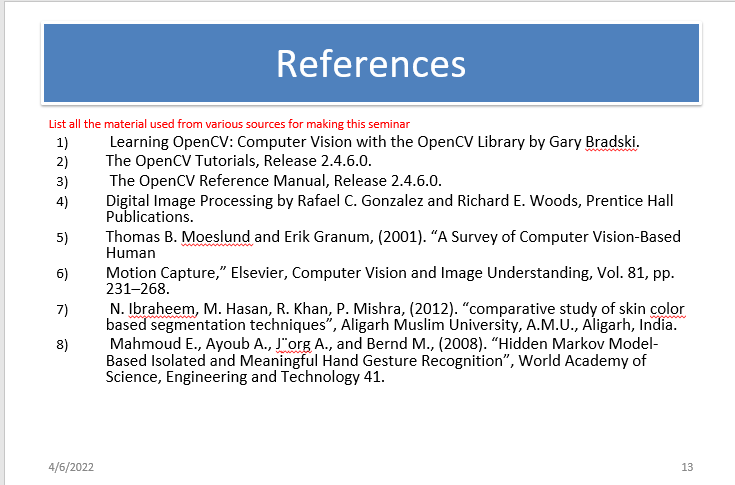 References
List all the material used from various sources for making this seminar
1) Learning OpenCV: Computer Vision with the OpenCV Library by Gary Bradski.
2) The OpenCV Tutorials, Release 2.4.6.0.
3) The OpenCV Reference Manual, Release 2.4.6.0.
4) Digital Image Processing by Rafael C. Gonzalez and Richard E. Woods, Prentice Hall
Publications.
5) Thomas B. Moeslund and Erik Granum, (2001). “A Survey of Computer Vision-Based
Human
6) Motion Capture,” Elsevier, Computer Vision and Image Understanding, Vol. 81, pp.
231–268.
7) N. Ibraheem, M. Hasan, R. Khan, P. Mishra, (2012). “comparative study of skin color
based segmentation techniques”, Aligarh Muslim University, A.M.U., Aligarh, India.
8) Mahmoud E., Ayoub A., J¨org A., and Bernd M., (2008). “Hidden Markov Model-
Based Isolated and Meaningful Hand Gesture Recognition”, World Academy of
Science, Engineering and Technology 41.
4/6/2022
13